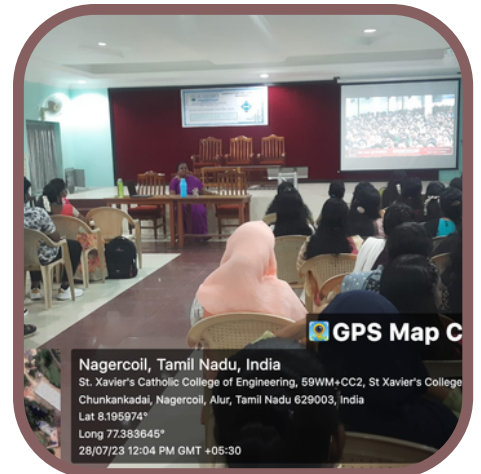 GPS Map C
Nagercoil, Tamil Nadu, India
St. Xavier's Catholic College of Engineering, 59WM+CC2, St Xavier's College
Chunkankadai, Nagercoil, Alur, Tamil Nadu 629003, India
Lat 8.195974°
Long 77.383645°
28/07/23 12:04 PM GMT +05:30